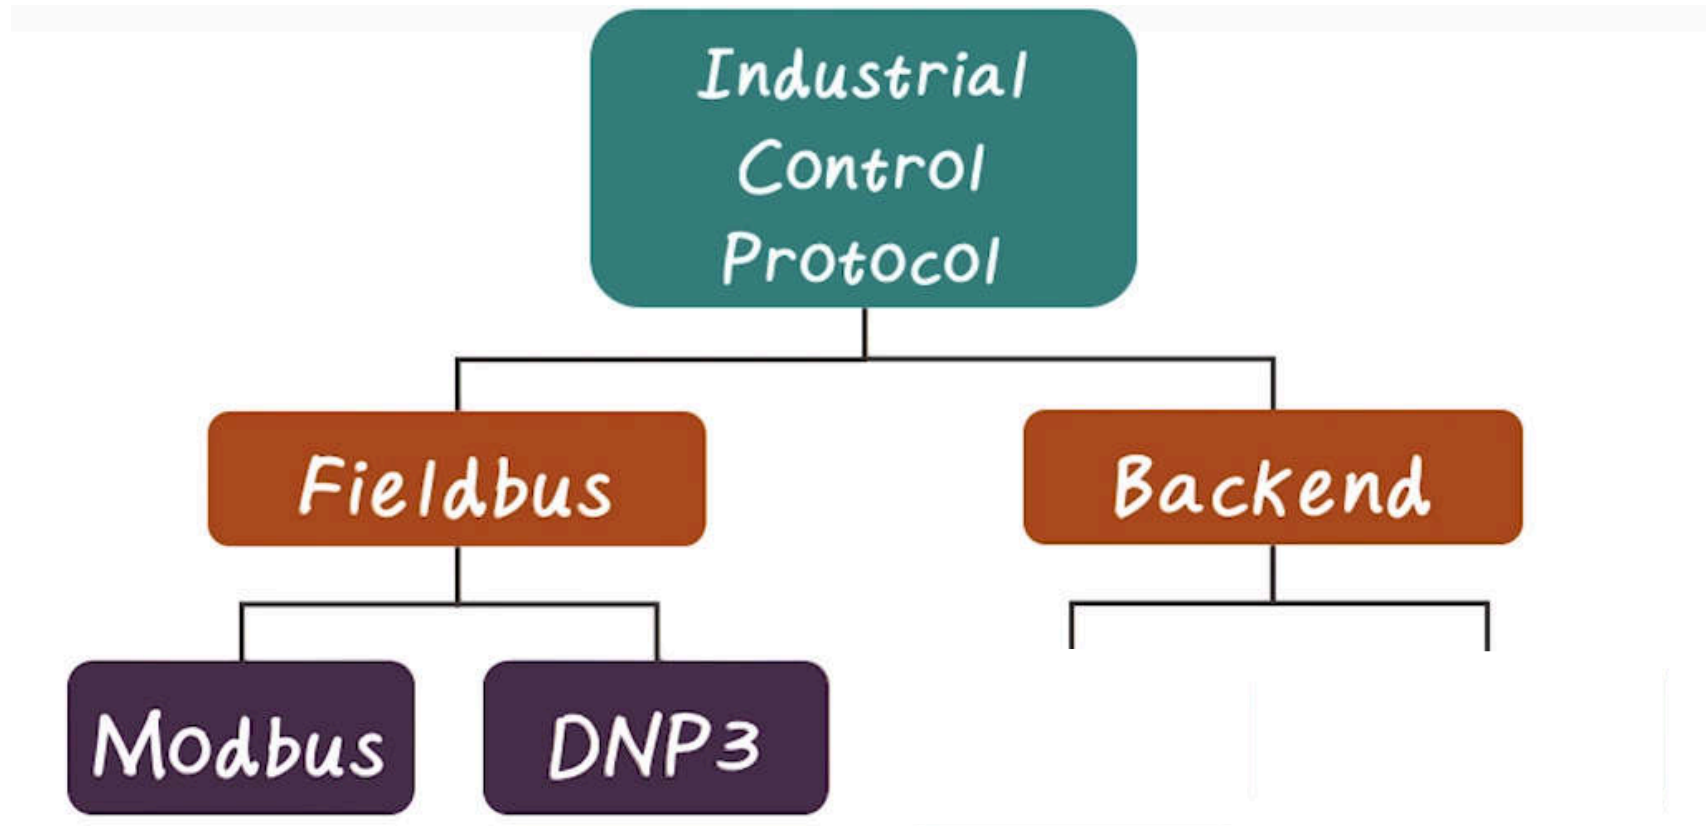 Industrial
Control
Protocol
Fieldbus
Backend
Modbus
DNP3